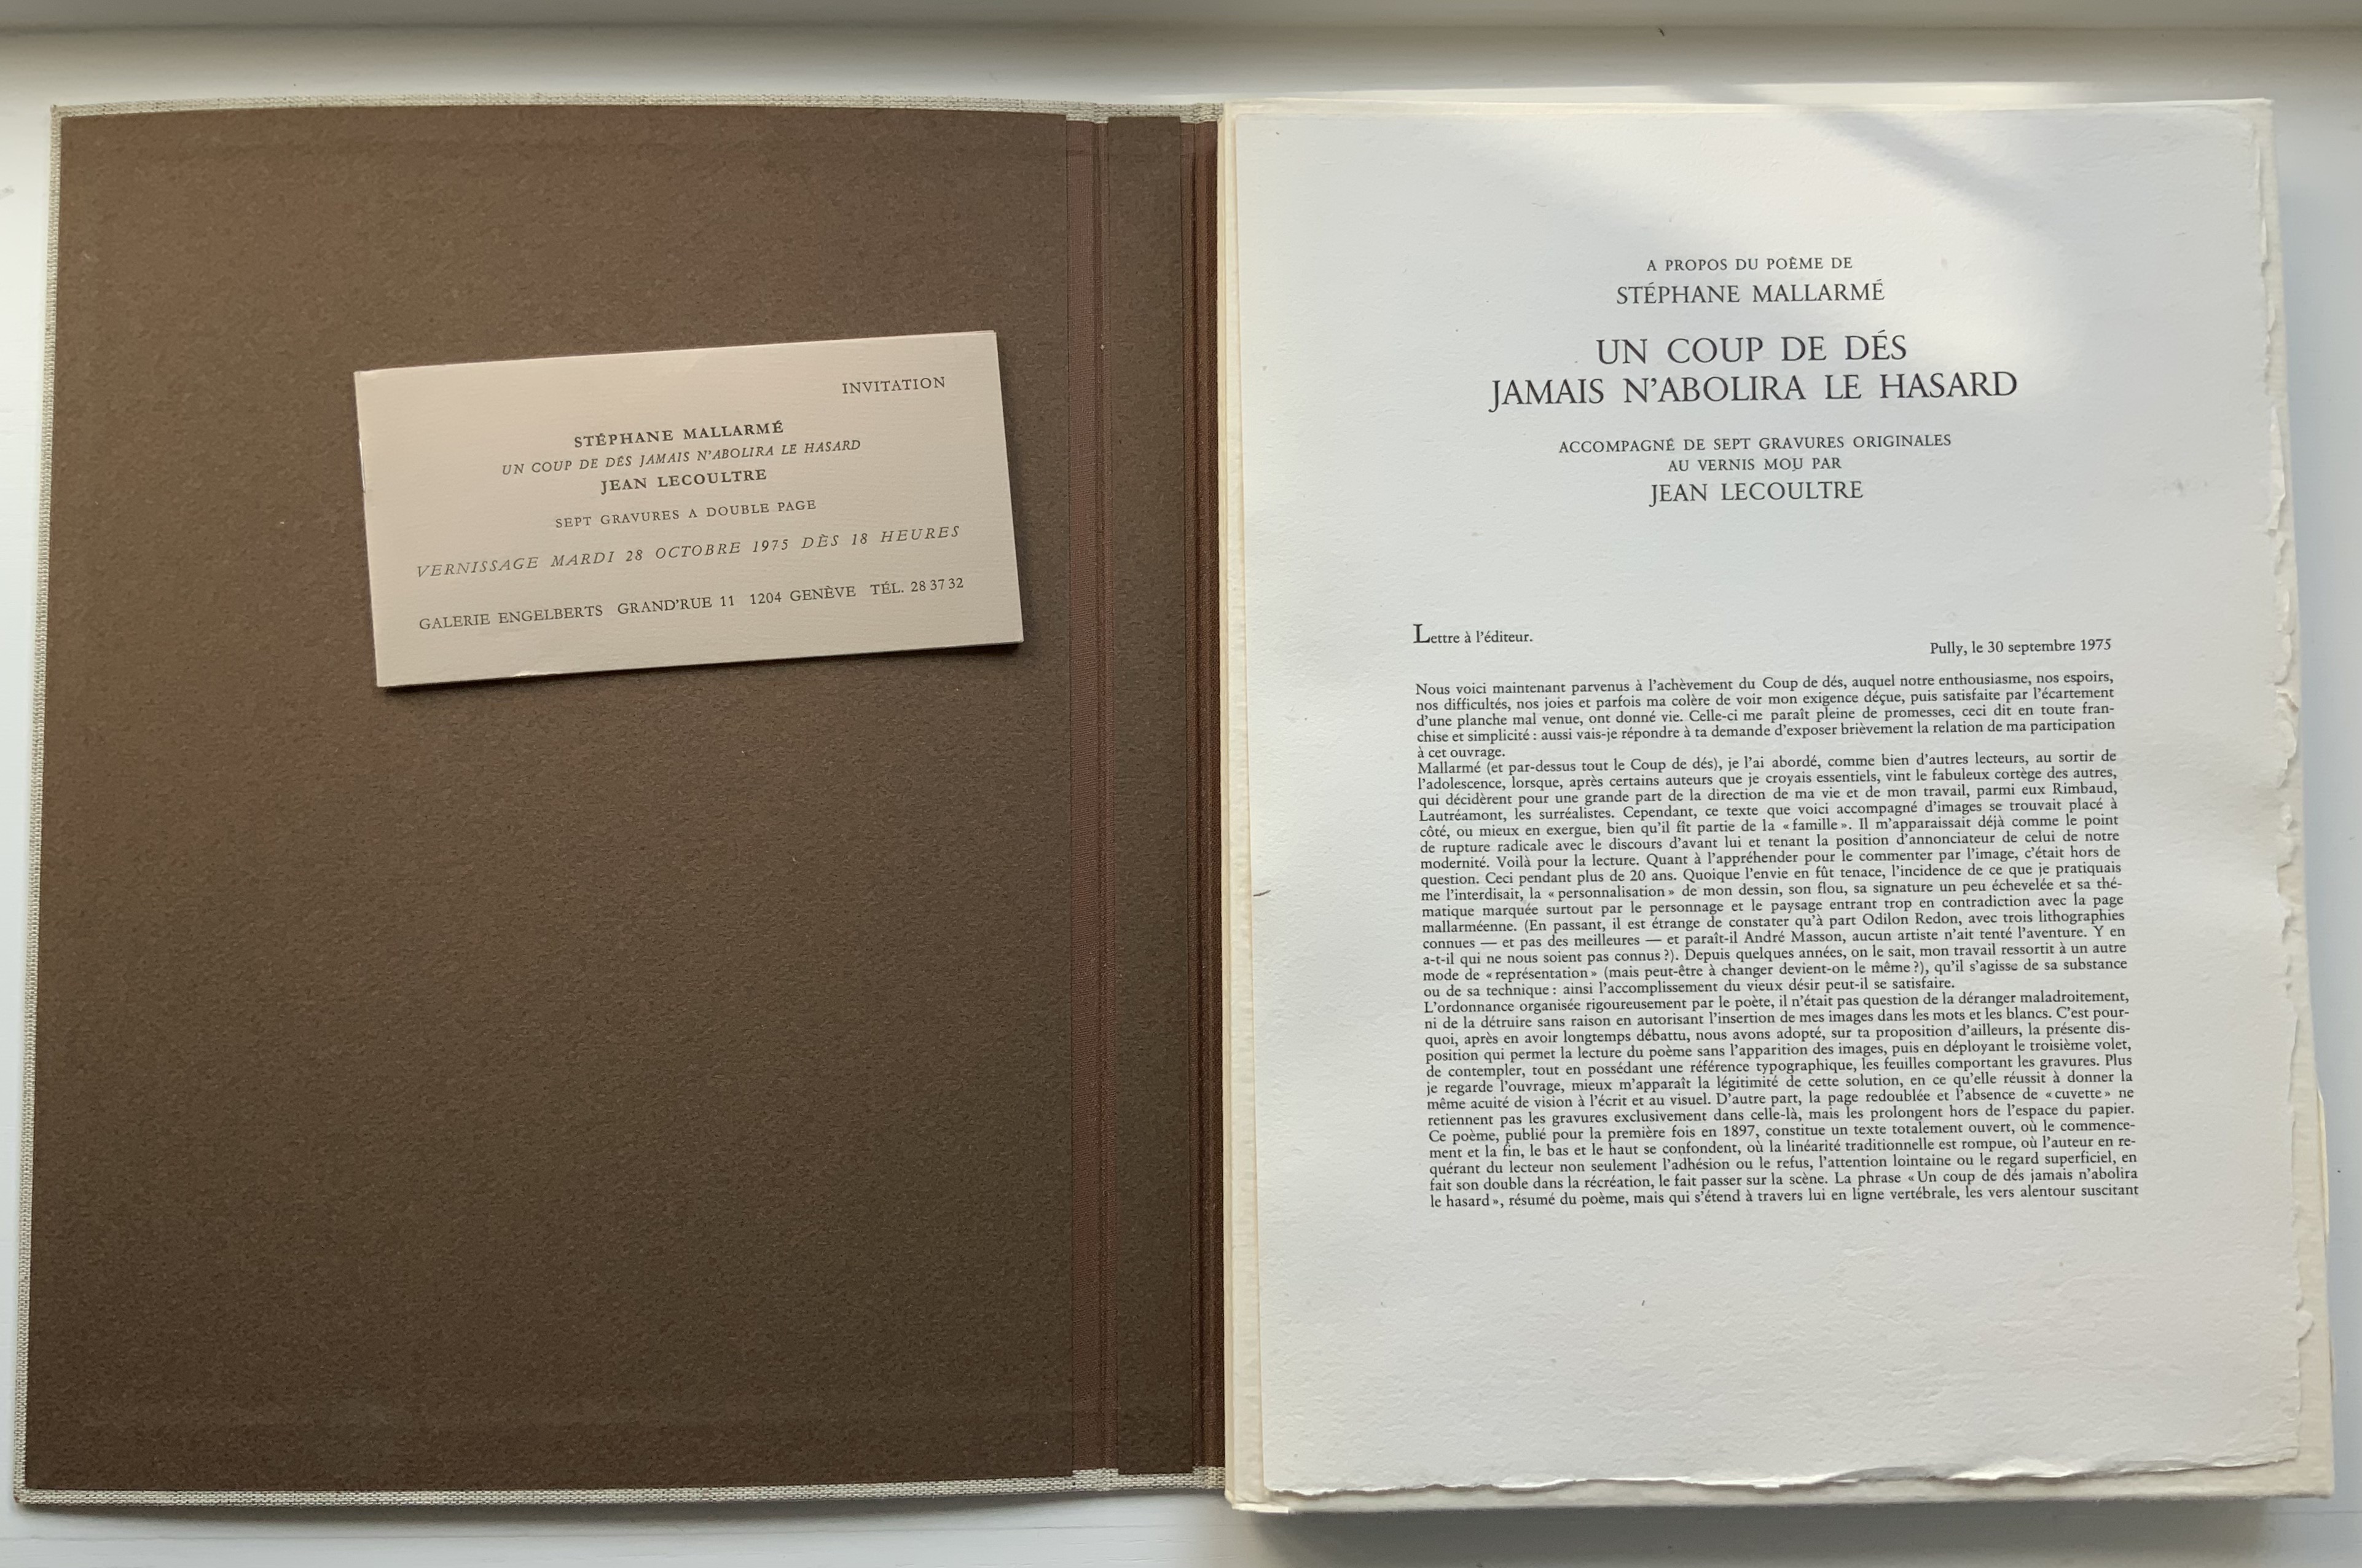 INVITATION
STÉPHANE MALLARMÉ
UN COUP DE DÉS JAMAIS N'ABOLIRA LE HASARD
JEAN LECOULTRE
SEPT GRAVURES A DOUBLE PAGE
VERNISSAGE MARDI 28 OCTOBRE 1975 DÈS 18 HEURES
GALERIE ENGELBERTS GRAND'RUE 11 1204 GENÈVE TÉL. 28 37 32
A PROPOS DU POÈME DE
STÉPHANE MALLARMÉ
UN COUP DE DÉS
JAMAIS N'ABOLIRA LE HASARD
ACCOMPAGNÉ DE SEPT GRAVURES ORIGINALES
AU VERNIS MOU PAR
JEAN LECOULTRE
Lettre à l'éditeur.
Pully, le 30 septembre 1975
Nous voici maintenant parvenus à l'achèvement du Coup de dés, auquel notre enthousiasme, nos espoirs,
nos difficultés, nos joies et parfois ma colère de voir mon exigence déçue, puis satisfaite par l'écartement
d'une planche mal venue, ont donné vie. Celle-ci me paraît pleine de promesses, ceci dit en toute fran-
chise et simplicité : aussi vais-je répondre à ta demande d'exposer brièvement la relation de ma participation
à cet ouvrage.
Mallarmé (et par-dessus tout le Coup de dés), je l'ai abordé, comme bien d'autres lecteurs, au sortir de
l'adolescence, lorsque, après certains auteurs que je croyais essentiels, vint le fabuleux cortège des autres,
qui décidèrent pour une grande part de la direction de ma vie et de mon travail, parmi eux Rimbaud,
Lautréamont, les surréalistes. Cependant, ce texte que voici accompagné d'images se trouvait placé à
côté, ou mieux en exergue, bien qu'il fît partie de la « famille ». Il m'apparaissait déjà comme le point
de rupture radicale avec le discours d'avant lui et tenant la position d'annonciateur de celui de notre
modernité. Voilà pour la lecture. Quant à l'appréhender pour le commenter par l'image, c'était hors de
question. Ceci pendant plus de 20 ans. Quoique l'envie en fût tenace, l'incidence de ce que je pratiquais
me l'interdisait, la « personnalisation » de mon dessin, son flou, sa signature un peu échevelée et sa thé-
matique marquée surtout par le personnage et le paysage entrant trop en contradiction avec la page
mallarméenne. (En passant, il est étrange de constater qu'à part Odilon Redon, avec trois lithographies
connues — et pas des meilleures — et paraît-il André Masson, aucun artiste n'ait tenté l'aventure. Y en
a-t-il qui ne nous soient pas connus ?). Depuis quelques années, on le sait, mon travail ressortit à un autre
mode de « représentation » (mais peut-être à changer devient-on le même ?), qu'il s'agisse de sa substance
ou de sa technique : ainsi l'accomplissement du vieux désir peut-il se satisfaire.
L'ordonnance organisée rigoureusement par le poète, il n'était pas question de la déranger maladroitement,
ni de la détruire sans raison en autorisant l'insertion de mes images dans les mots et les blancs. C'est pour-
quoi, après en avoir longtemps débattu, nous avons adopté, sur ta proposition d'ailleurs, la présente dis-
position qui permet la lecture du poème sans l'apparition des images, puis en déployant le troisième volet,
de contempler, tout en possédant une référence typographique, les feuilles comportant les gravures. Plus
je regarde l'ouvrage, mieux m'apparaît la légitimité de cette solution, en ce qu'elle réussit à donner la
même acuité de vision à l'écrit et au visuel. D'autre part, la page redoublée et l'absence de « cuvette » ne
retiennent pas les gravures exclusivement dans celle-là, mais les prolongent hors de l'espace du papier.
Ce poème, publié pour la première fois en 1897, constitue un texte totalement ouvert, où le commence-
ment et la fin, le bas et le haut se confondent, où la linéarité traditionnelle est rompue, où l'auteur en re-
quérant du lecteur non seulement l'adhésion ou le refus, l'attention lointaine ou le regard superficiel, en
fait son double dans la récréation, le fait passer sur la scène. La phrase « Un coup de dés jamais n'abolira
le hasard », résumé du poème, mais qui s'étend à travers lui en ligne vertébrale, les vers alentour suscitant